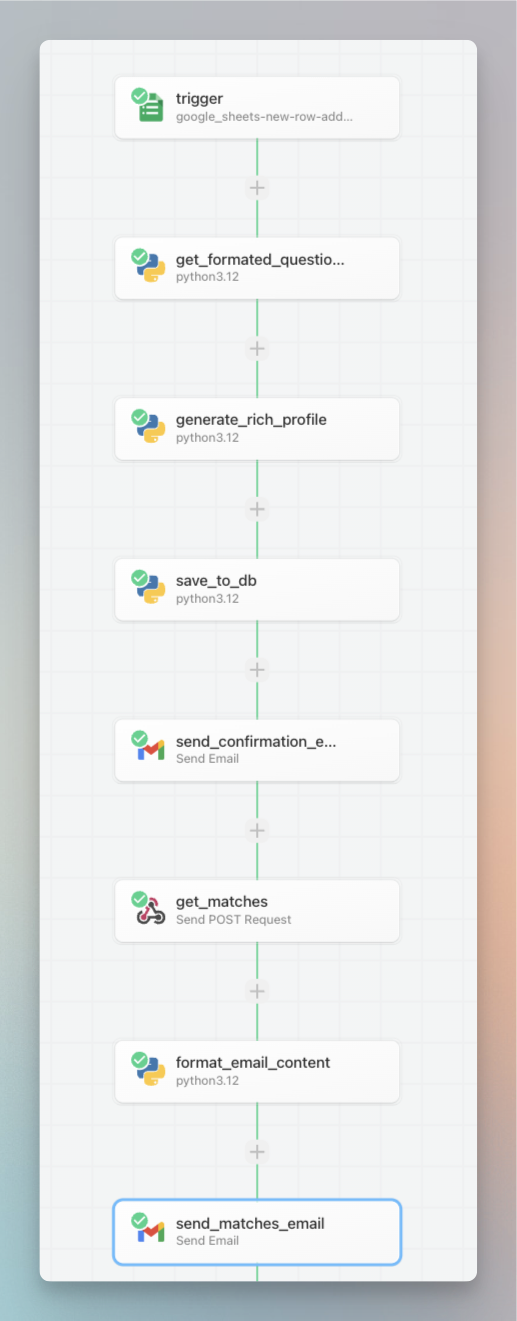 trigger
google_sheets-new-row-add...
get_formated_questio...
python3.12
generate_rich_profile
python3.12
save_to_db
python3.12
send_confirmation_e...
Send Email
get_matches
Send POST Request
format_email_content
python3.12
send_matches_email
Send Email